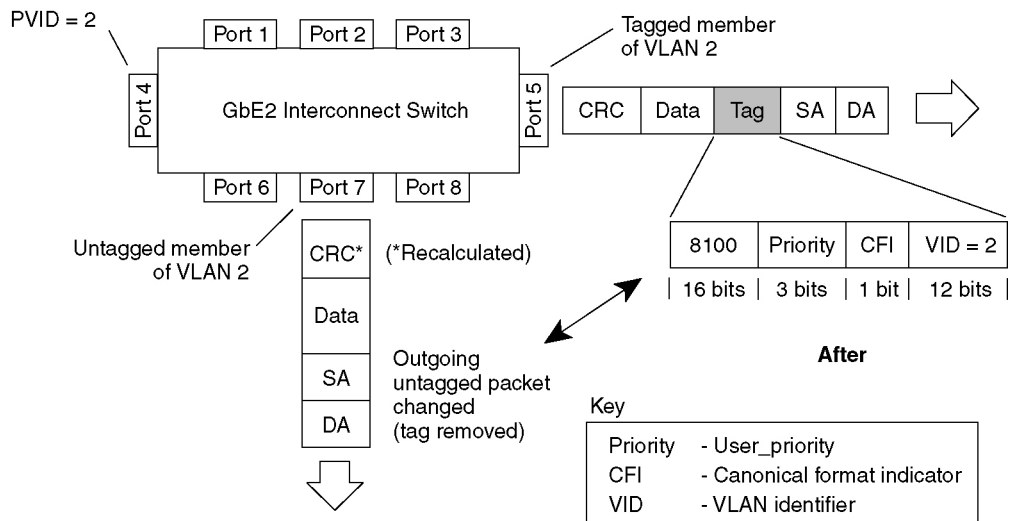 PVID = 2
Port 1
Port 2
Port 3
Tagged member
of VLAN 2
Port 4
GbE2 Interconnect Switch
Port 5
CRC
Data
Tag
SA
DA
Port 6
Port 7
Port 8
Untagged member
of VLAN 2
CRC*
(*Recalculated)
Data
SA
DA
8100
Priority
CFI
VID = 2
16 bits
3 bits
1 bit
12 bits
Outgoing
untagged packet
changed
(tag removed)
After
Key
Priority - User_priority
CFI - Canonical format indicator
VID - VLAN identifier